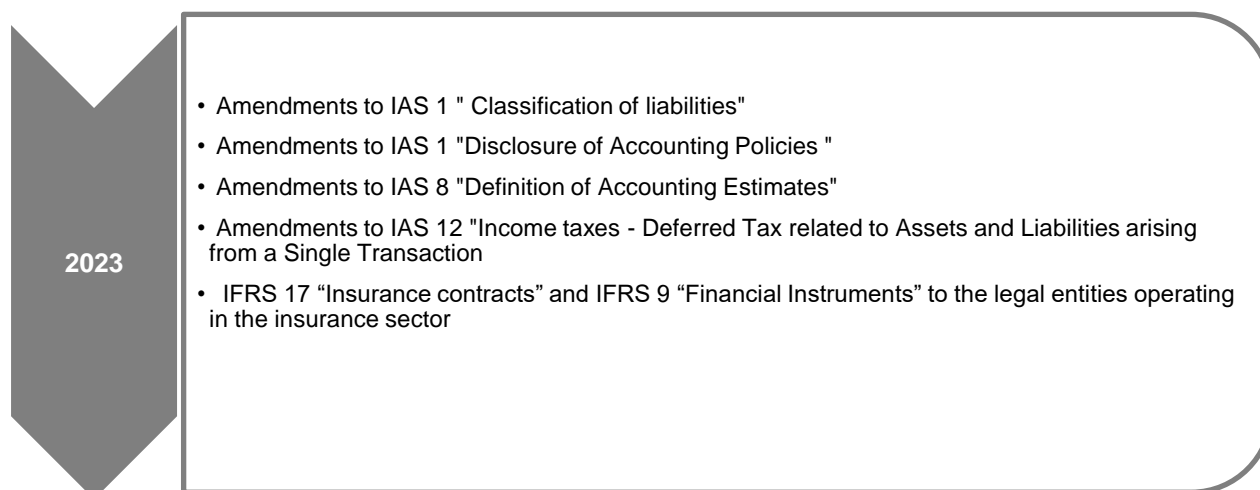 2023
• Amendments to IAS 1 " Classification of liabilities"
• Amendments to IAS 1 "Disclosure of Accounting Policies "
• Amendments to IAS 8 "Definition of Accounting Estimates"
• Amendments to IAS 12 "Income taxes - Deferred Tax related to Assets and Liabilities arising
from a Single Transaction
• IFRS 17 “Insurance contracts” and IFRS 9 “Financial Instruments” to the legal entities operating
in the insurance sector